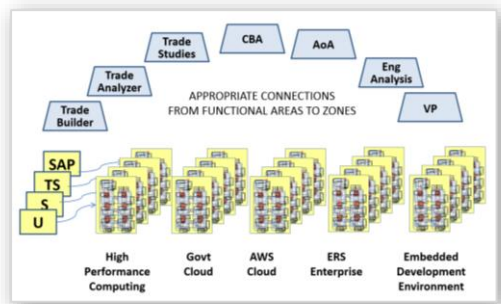 Trade
Studies
CBA
AoA
Trade
Analyzer
Eng
Analysis
Trade
Builder
VP
APPROPRIATE CONNECTIONS
FROM FUNCTIONAL AREAS TO ZONES
SAP
TS
S
U
High
Performance
Computing
Govt
Cloud
AWS
Cloud
ERS
Enterprise
Embedded
Development
Environment